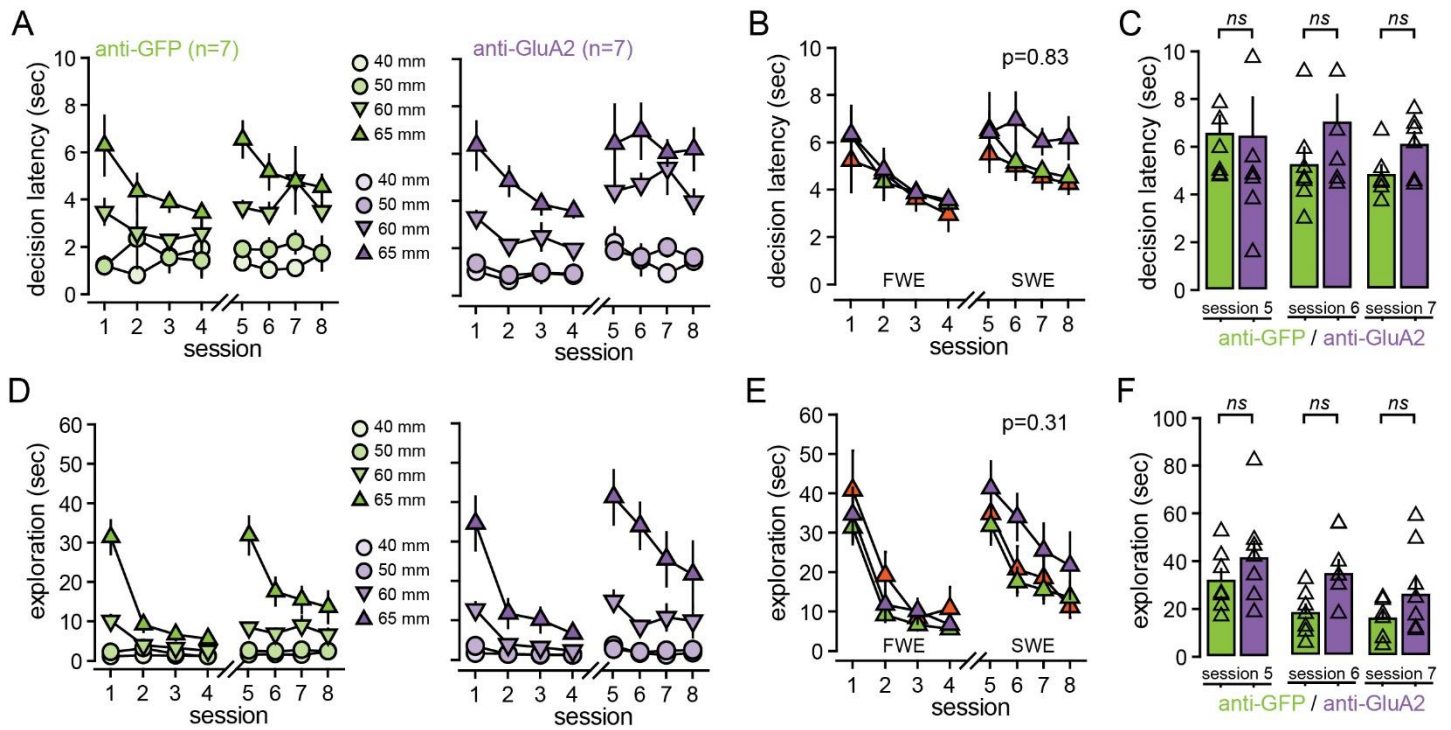 A
anti-GFP (n=7)
anti-GluA2 (n=7)
decision latency (sec)
10
8
6
4
2
0
40 mm
50 mm
60 mm
65 mm
40 mm
50 mm
60 mm
65 mm
1 2 3 4 5 6 7 8
session
1 2 3 4 5 6 7 8
session
B
p=0.83
decision latency (sec)
10
8
6
4
2
0
FWE SWE
1 2 3 4 5 6 7 8
session
C
ns ns ns
decision latency (sec)
10
8
6
4
2
0
session 5 session 6 session 7
anti-GFP / anti-GluA2
D
exploration (sec)
60
50
40
30
20
10
0
40 mm
50 mm
60 mm
65 mm
40 mm
50 mm
60 mm
65 mm
1 2 3 4 5 6 7 8
session
1 2 3 4 5 6 7 8
session
E
p=0.31
exploration (sec)
60
50
40
30
20
10
0
FWE SWE
1 2 3 4 5 6 7 8
session
F
ns ns ns
exploration (sec)
100
80
60
40
20
0
session 5 session 6 session 7
anti-GFP / anti-GluA2